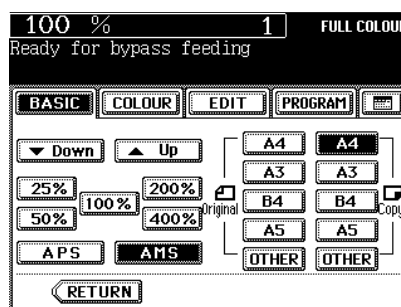 100 % 1 FULL COLOUR
Ready for bypass feeding
BASIC COLOUR EDIT PROGRAM
Down Up A4 A4
A3 A3
25% 200%
100% Original B4 B4 Copy
50% 400%
A5 A5
APS AMS OTHER OTHER
RETURN